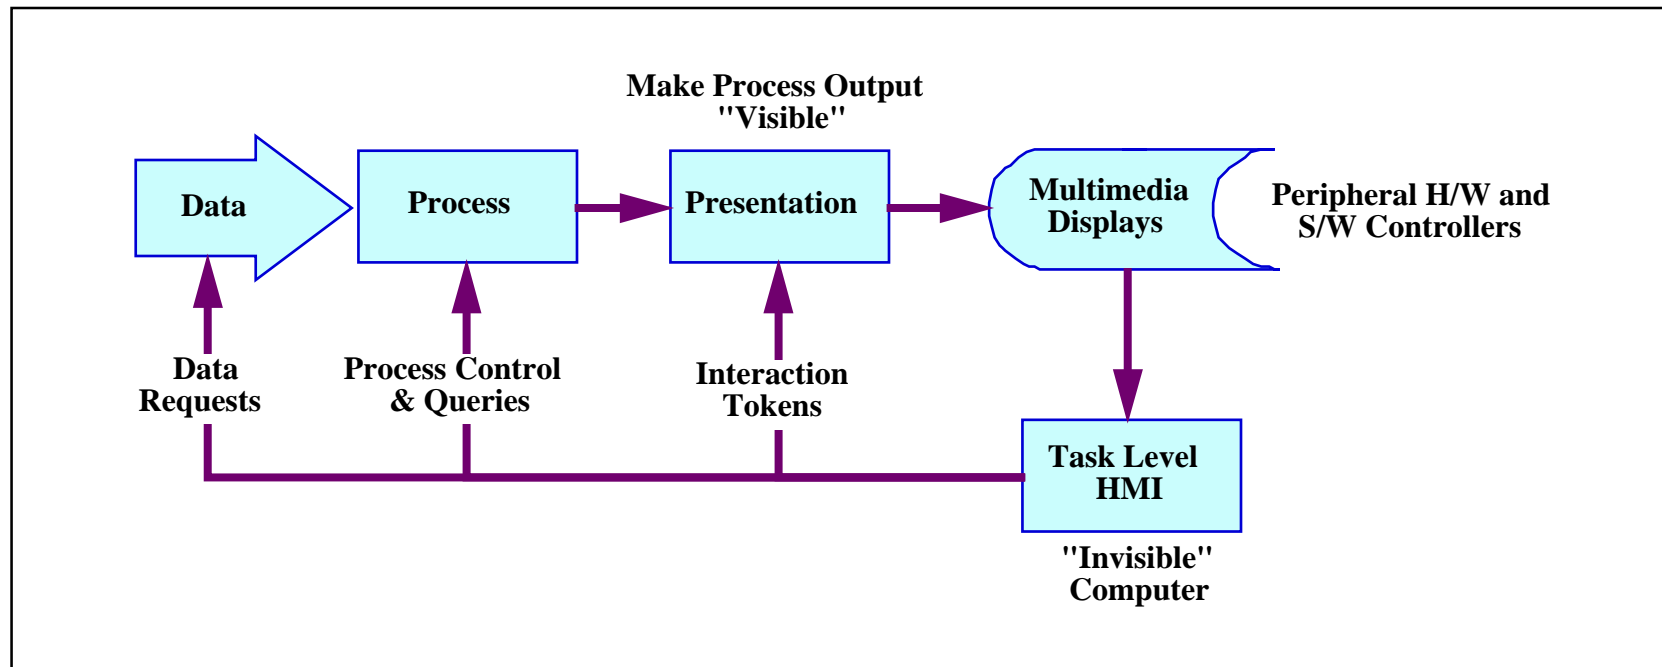 Make Process Output
"Visible"
Data
Process
Presentation
Multimedia
Displays
Peripheral H/W and
S/W Controllers
Data
Requests
Process Control
& Queries
Interaction
Tokens
Task Level
HMI
"Invisible"
Computer